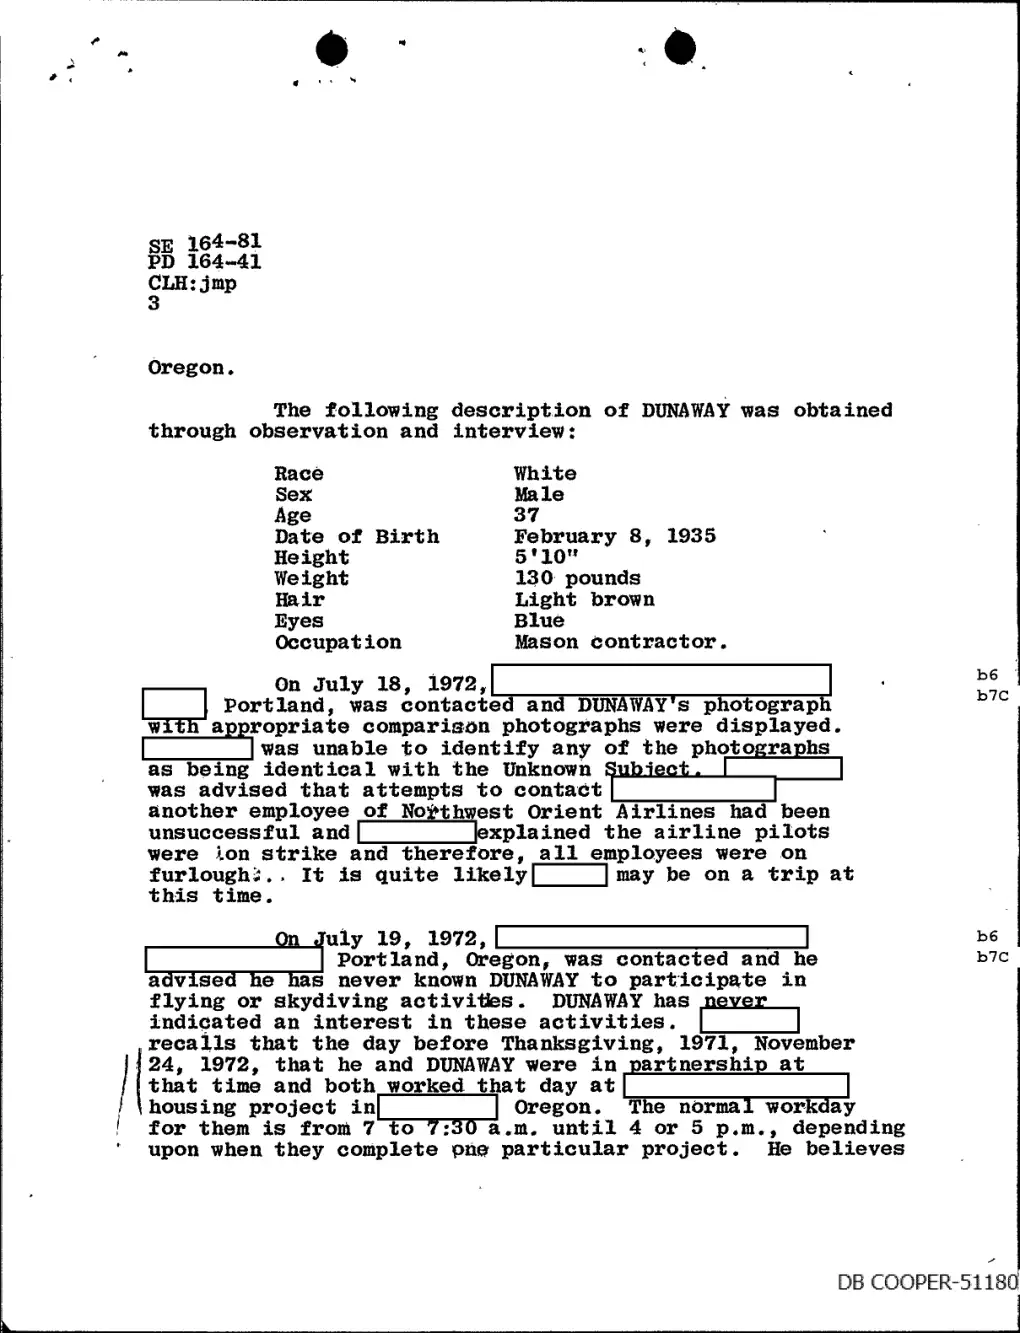 SE 164-81
PD 164-41
CLH:jmp
3
Oregon.
The following description of DUNAWAY was obtained
through observation and interview:
Race White
Sex Male
Age 37
Date of Birth February 8, 1935
Height 5'10"
Weight 130 pounds
Hair Light brown
Eyes Blue
Occupation Mason contractor.
On July 18, 1972, b6
Portland, was contacted and DUNAWAY's photograph b7C
with appropriate comparison photographs were displayed.
was unable to identify any of the photographs
as being identical with the Unknown Subject.
was advised that attempts to contact
another employee of Northwest Orient Airlines had been
unsuccessful and explained the airline pilots
were on strike and therefore, all employees were on
furlough. It is quite likely may be on a trip at
this time.
On July 19, 1972, b6
Portland, Oregon, was contacted and he b7C
advised he has never known DUNAWAY to participate in
flying or skydiving activities. DUNAWAY has never
indicated an interest in these activities.
recalls that the day before Thanksgiving, 1971, November
24, 1972, that he and DUNAWAY were in partnership at
that time and both worked that day at
housing project in Oregon. The normal workday
for them is from 7 to 7:30 a.m. until 4 or 5 p.m., depending
upon when they complete one particular project. He believes
DB COOPER-51180